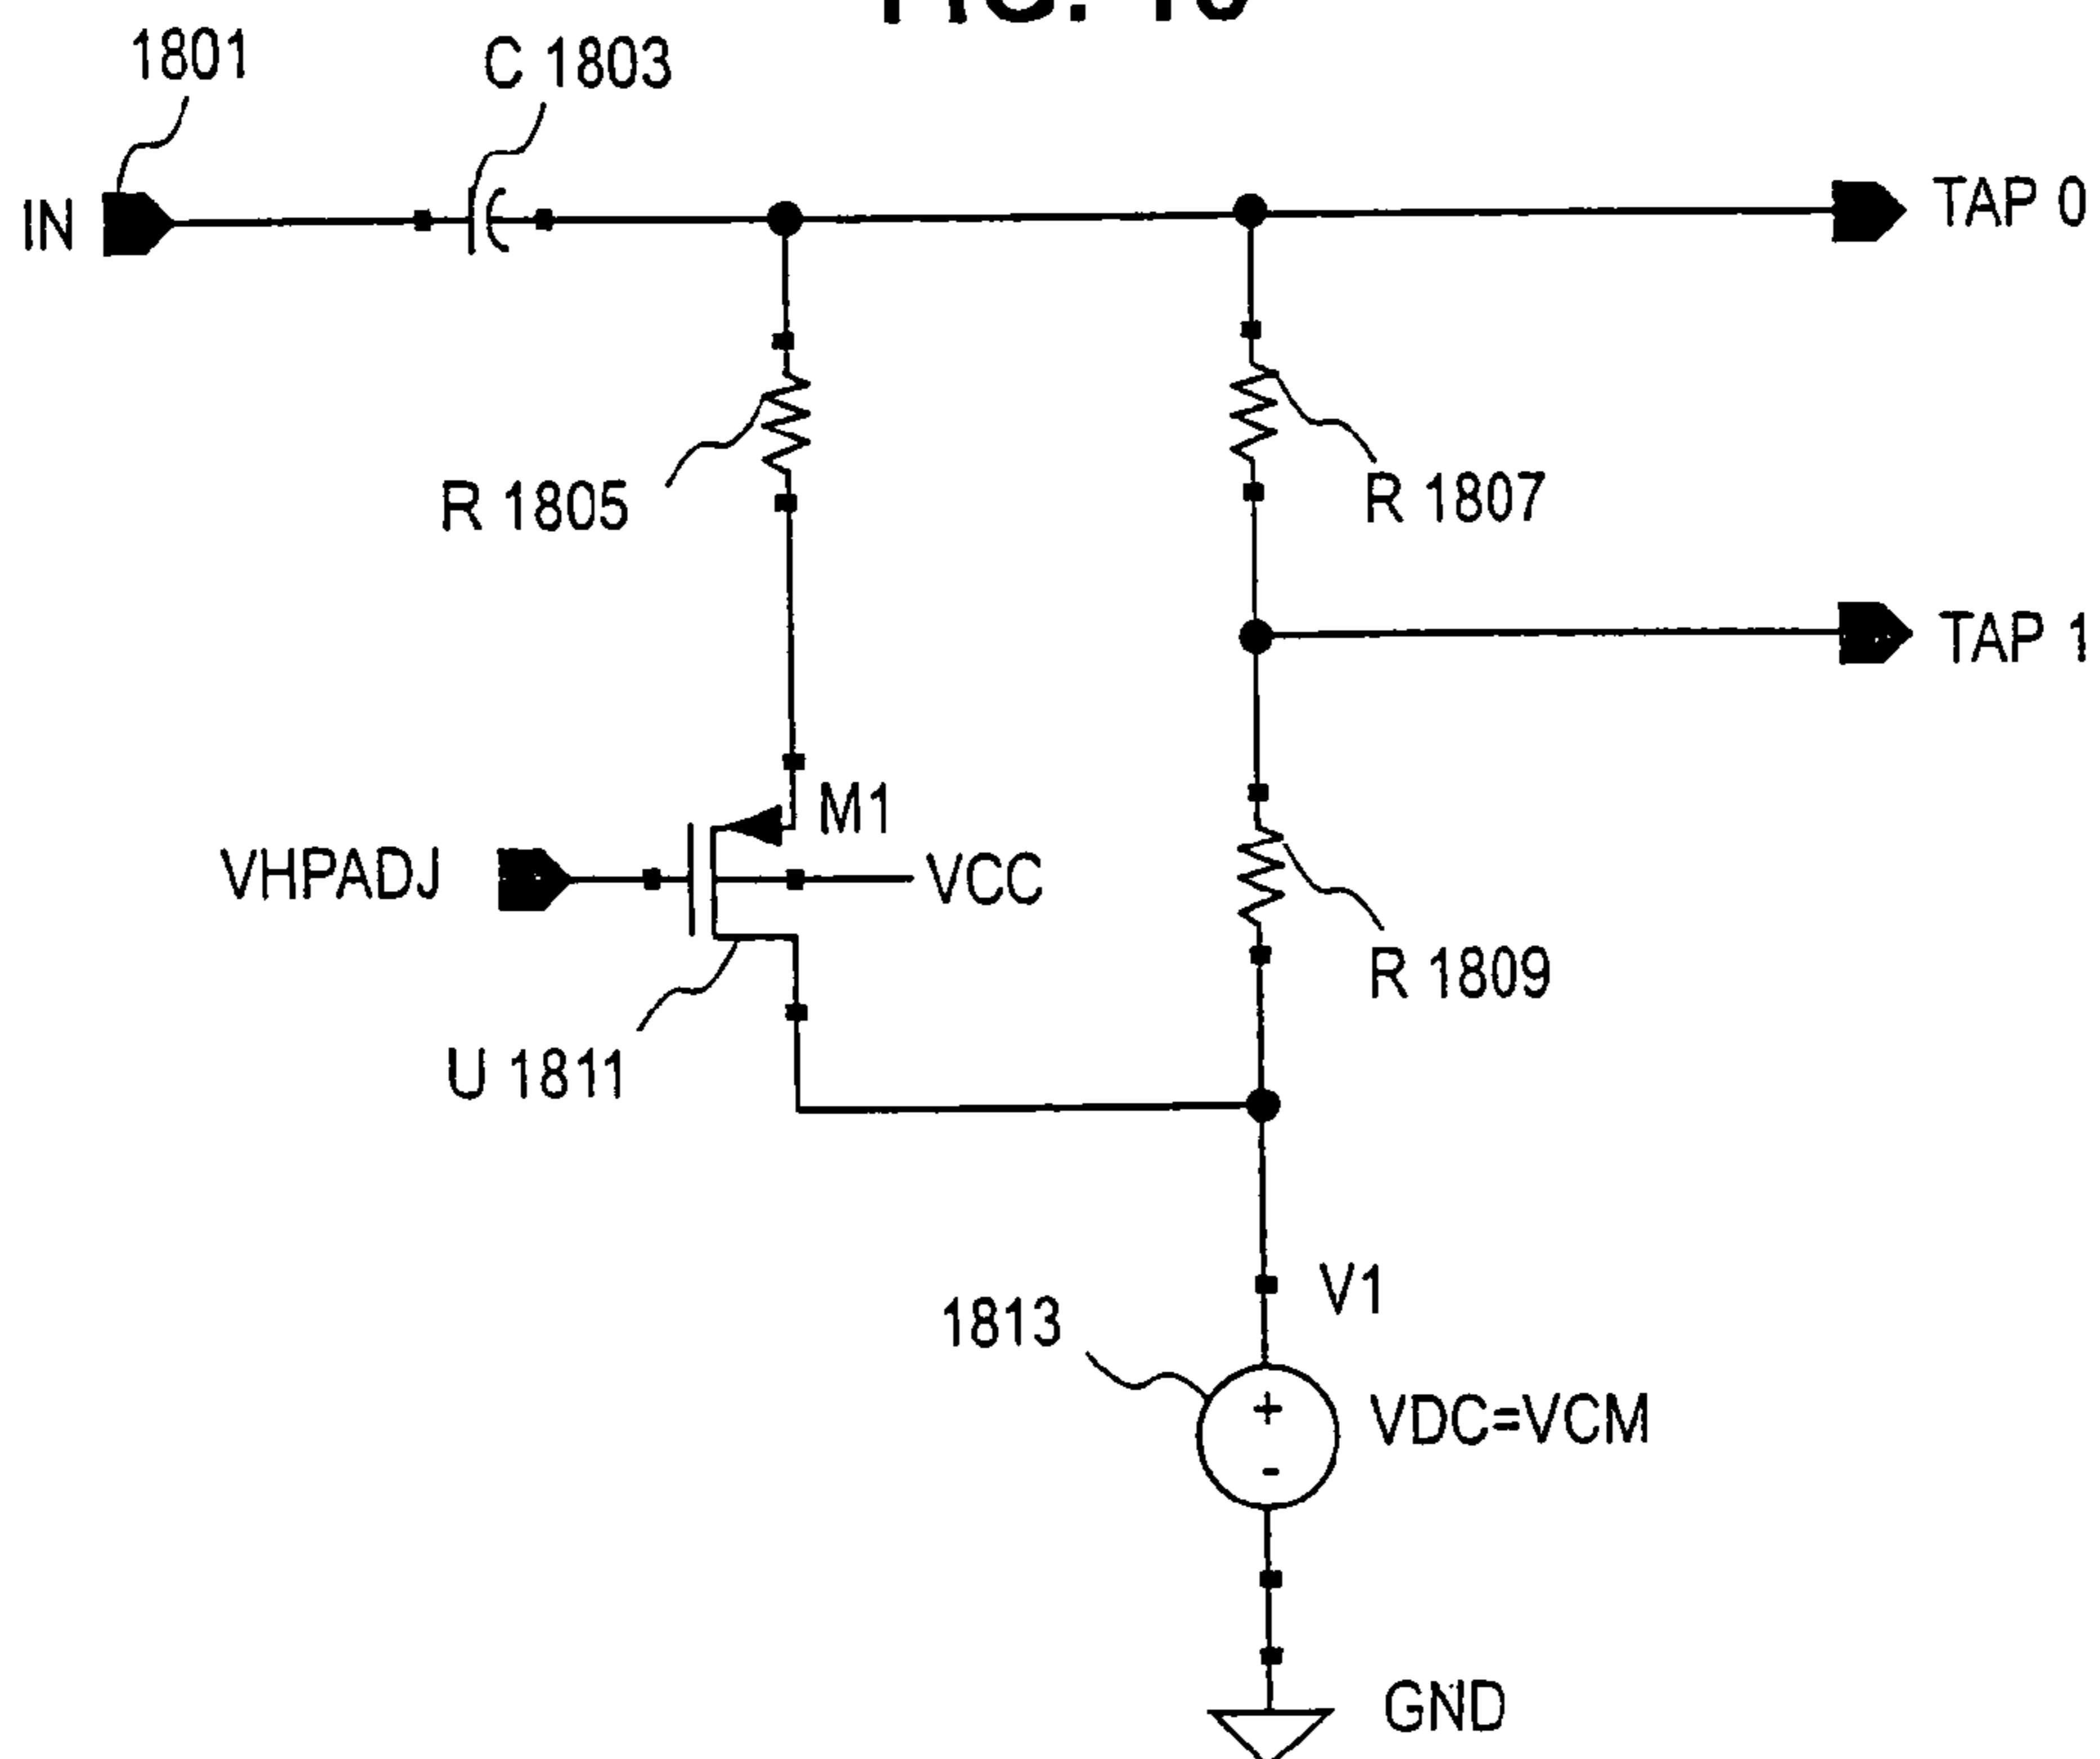 1801
C 1803
IN
TAP 0
R 1805
R 1807
TAP 1
M1
VHPADJ
VCC
R 1809
U 1811
V1
1813
+
VDC=VCM
-
GND